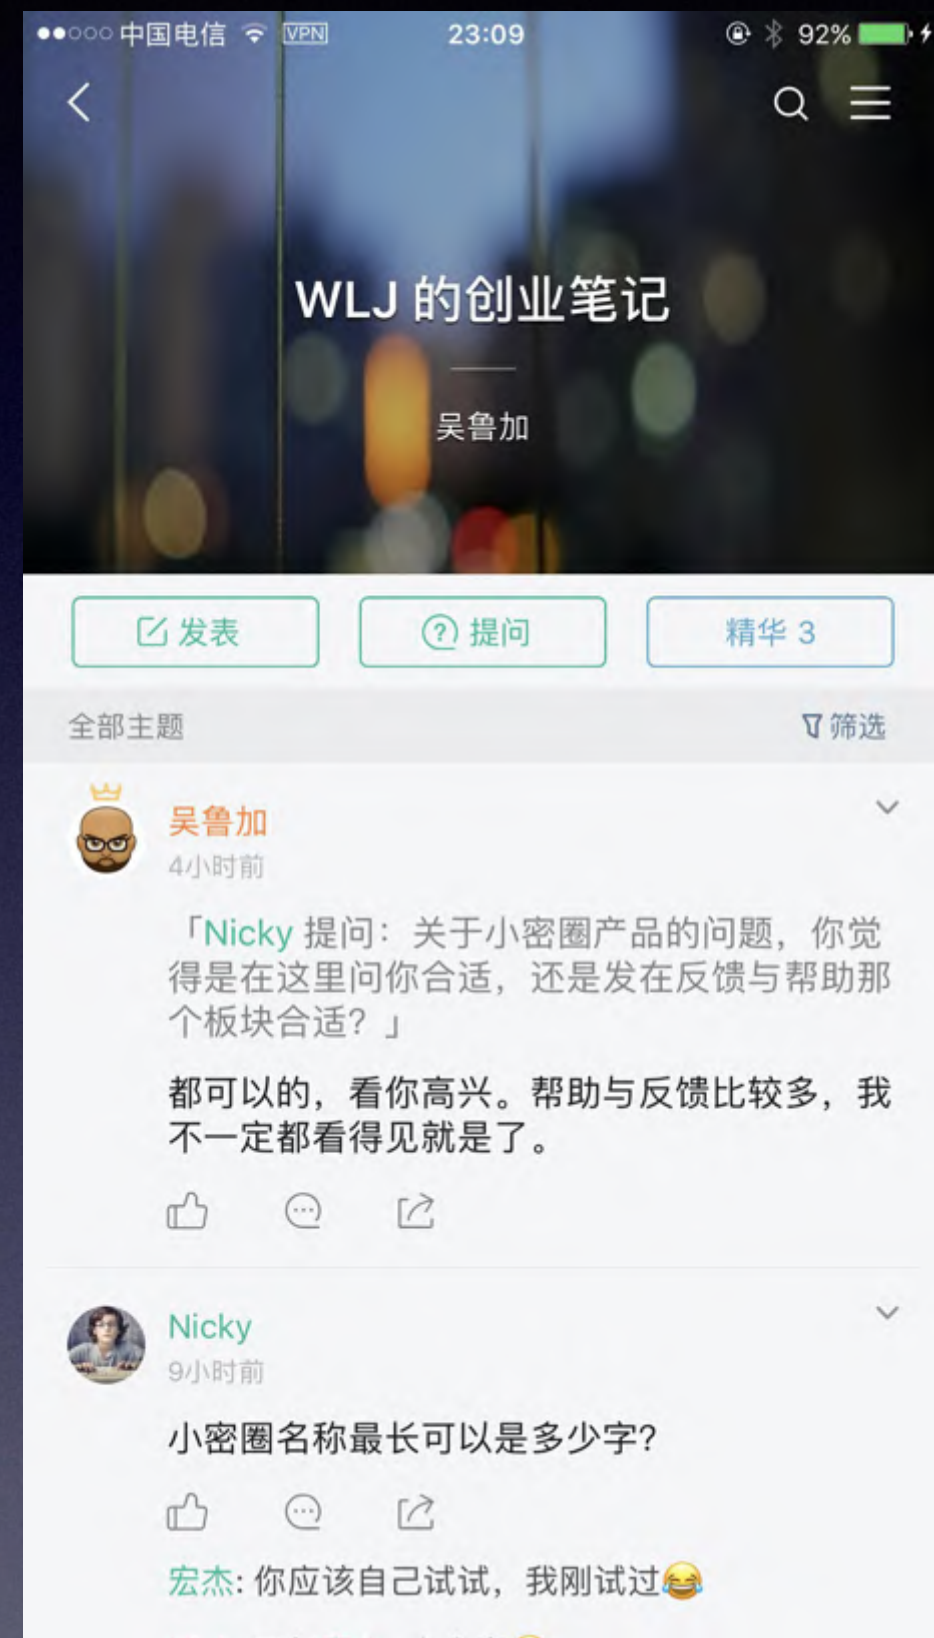 中国电信 VPN 23:09 92%
WLJ 的创业笔记
吴鲁加
发表 提问 精华 3
全部主题 筛选
吴鲁加
4小时前
「Nicky 提问：关于小密圈产品的问题，你觉
得是在这里问你合适，还是发在反馈与帮助那
个板块合适？」
都可以的，看你高兴。帮助与反馈比较多，我
不一定都看得见就是了。
Nicky
9小时前
小密圈名称最长可以是多少字?
宏杰: 你应该自己试试，我刚试过😂